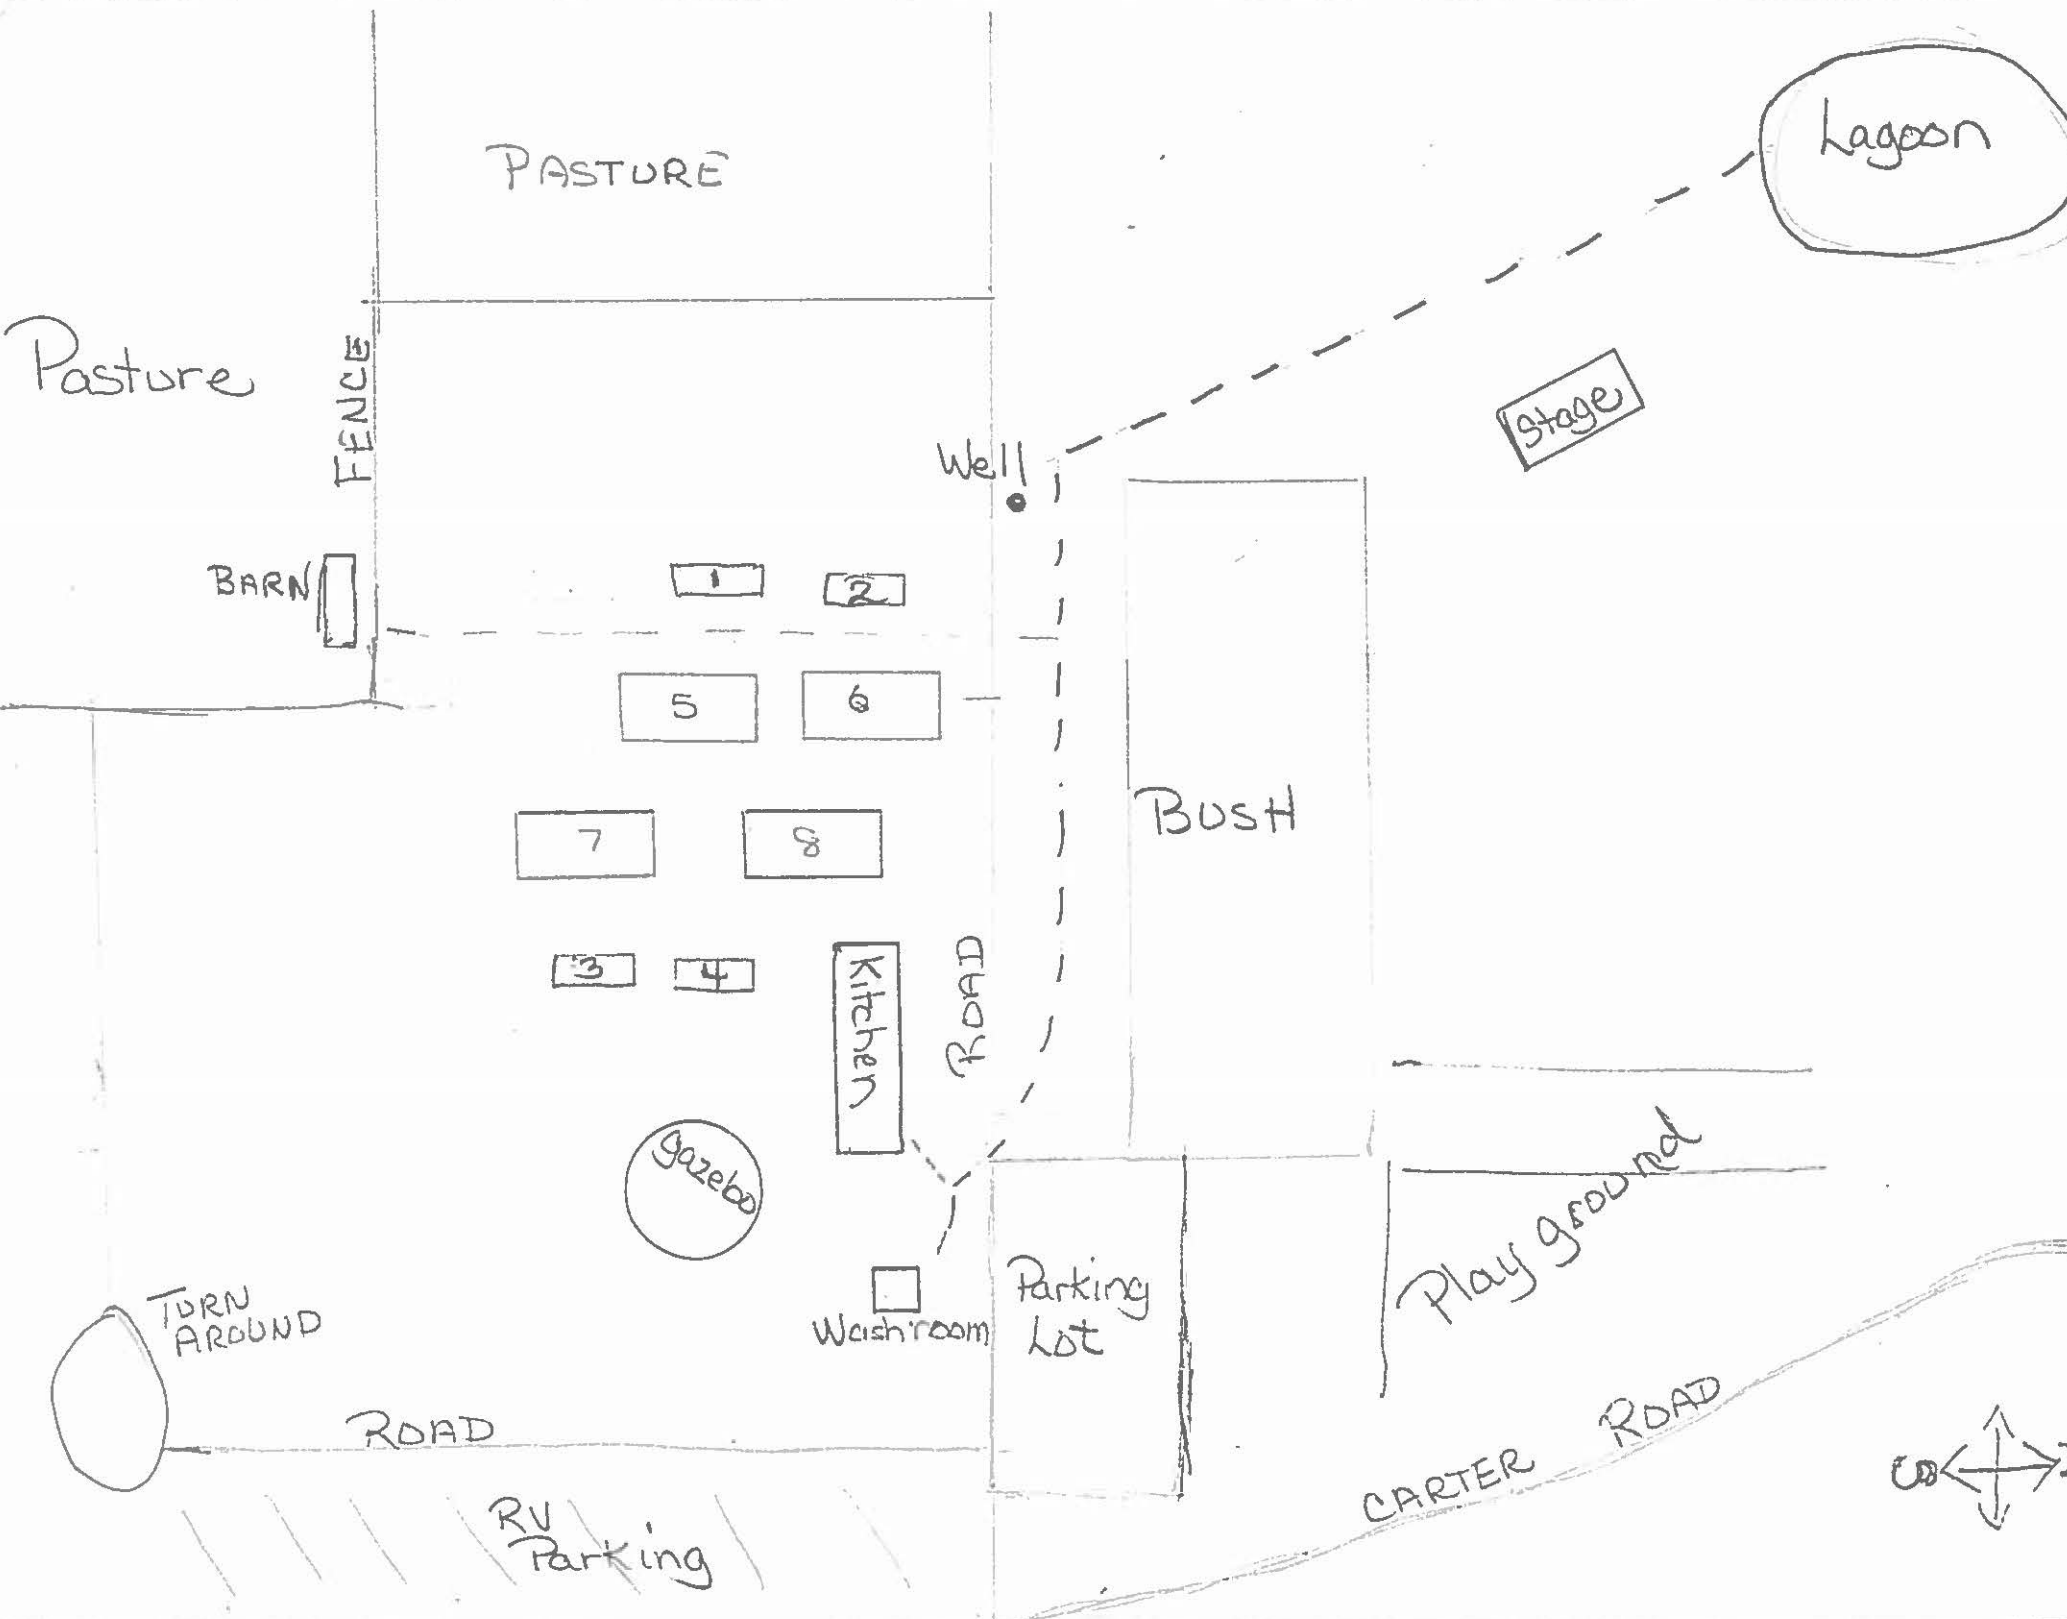 Lagoon
PASTURE
Pasture
FENCE
Stage
Well
BARN
1
2
5
6
7
8
BUSH
3
4
Kitchen
ROAD
gazebo
Playground
TURN
AROUND
Parking
Lot
Washroom
ROAD
CARTER ROAD
RV
Parking